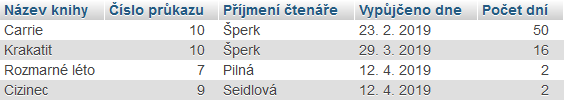 Název knihy Číslo průkazu Příjmení čtenáře Vypůjčeno dne Počet dní
Carrie 10 Šperk 23. 2. 2019 50
Krakatit 10 Šperk 29. 3. 2019 16
Rozmarné léto 7 Pilná 12. 4. 2019 2
Cizinec 9 Seidlová 12. 4. 2019 2